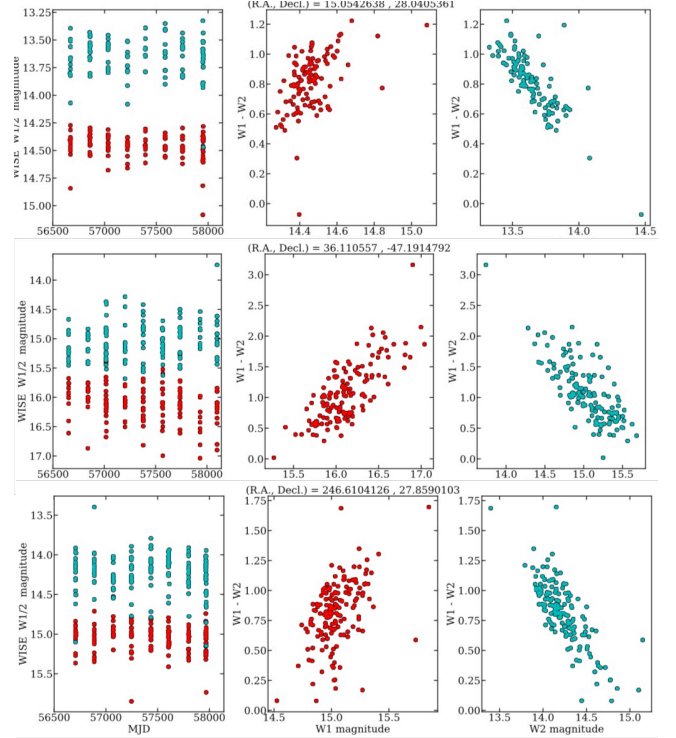 (R.A., Decl.) = 15.0542638 , 28.0405361
13.25
13.50
13.75
14.00
14.25
14.50
14.75
15.00
WISE W1/2 magnitude
56500 57000 57500 58000
1.2
1.0
0.8
0.6
0.4
0.2
0.0
W1 - W2
14.4 14.6 14.8 15.0
1.2
1.0
0.8
0.6
0.4
0.2
0.0
W1 - W2
13.5 14.0 14.5
(R.A., Decl.) = 36.110557 , -47.1914792
14.0
14.5
15.0
15.5
16.0
16.5
17.0
WISE W1/2 magnitude
56500 57000 57500 58000
3.0
2.5
2.0
1.5
1.0
0.5
0.0
W1 - W2
15.5 16.0 16.5 17.0
3.0
2.5
2.0
1.5
1.0
0.5
0.0
W1 - W2
14.0 14.5 15.0 15.5
(R.A., Decl.) = 246.6104126 , 27.8590103
13.5
14.0
14.5
15.0
15.5
WISE W1/2 magnitude
56500 57000 57500 58000
MJD
1.75
1.50
1.25
1.00
0.75
0.50
0.25
0.00
W1 - W2
14.5 15.0 15.5
W1 magnitude
1.75
1.50
1.25
1.00
0.75
0.50
0.25
0.00
W1 - W2
13.5 14.0 14.5 15.0
W2 magnitude